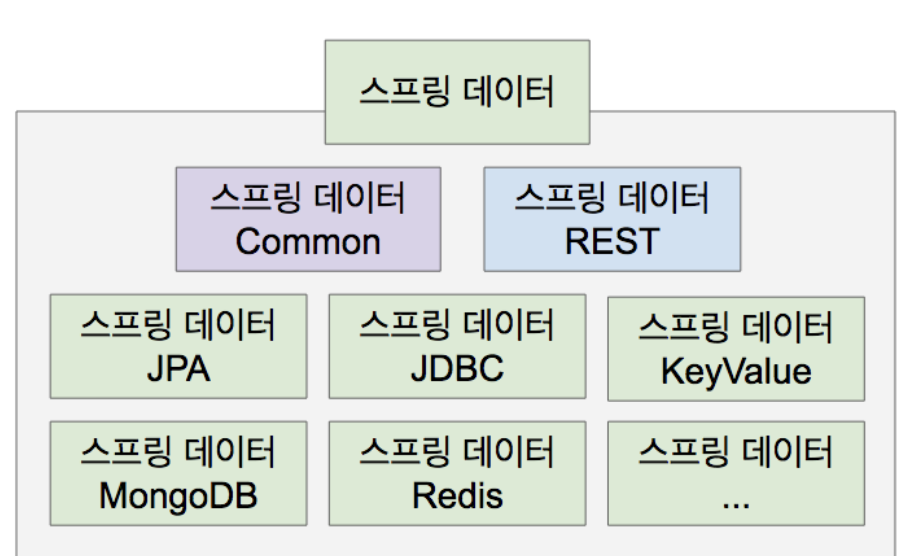 스프링 데이터
스프링 데이터
Common
스프링 데이터
REST
스프링 데이터
JPA
스프링 데이터
JDBC
스프링 데이터
KeyValue
스프링 데이터
MongoDB
스프링 데이터
Redis
스프링 데이터
...